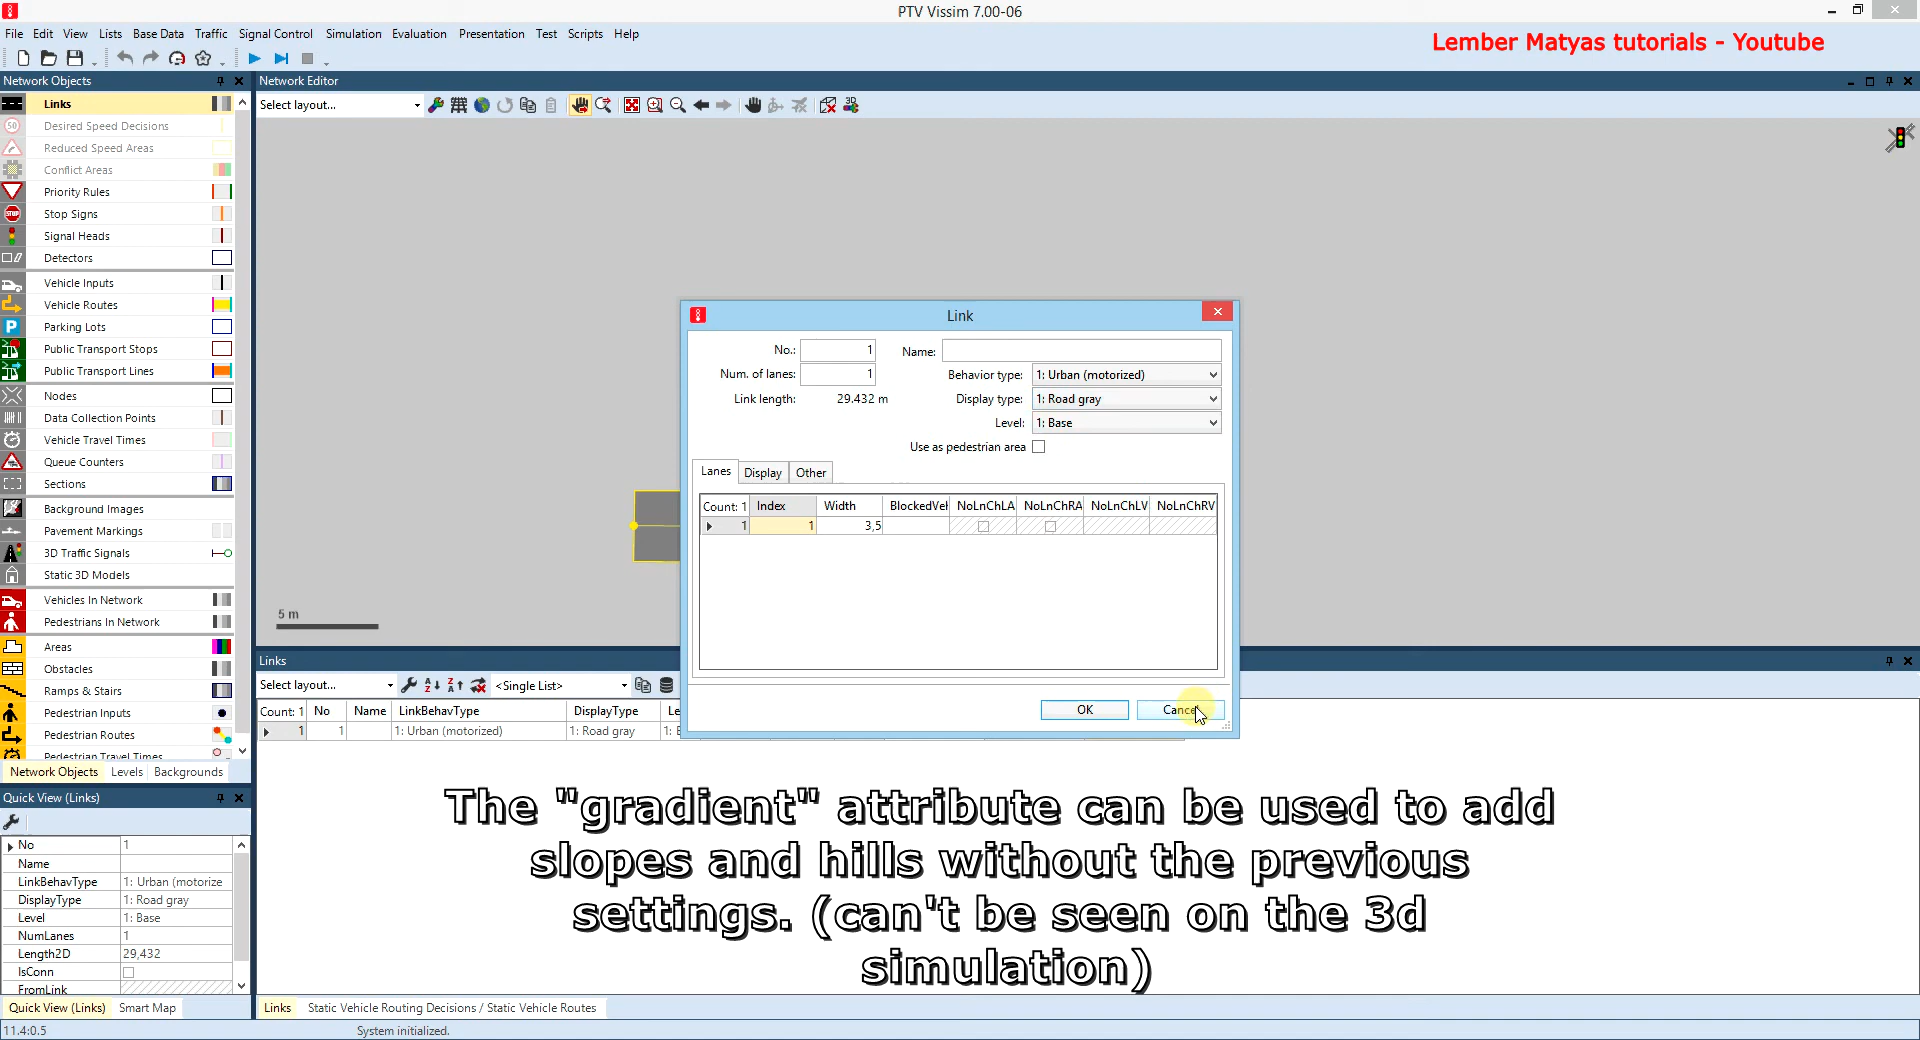 PTV Vissim 7.00-06
File Edit View Lists Base Data Traffic Signal Control Simulation Evaluation Presentation Test Scripts Help
Lember Matyas tutorials - Youtube
Network Objects
Links
Desired Speed Decisions
Reduced Speed Areas
Conflict Areas
Priority Rules
Stop Signs
Signal Heads
Detectors
Vehicle Inputs
Vehicle Routes
Parking Lots
Public Transport Stops
Public Transport Lines
Nodes
Data Collection Points
Vehicle Travel Times
Queue Counters
Sections
Background Images
Pavement Markings
3D Traffic Signals
Static 3D Models
Vehicles In Network
Pedestrians In Network
Areas
Obstacles
Ramps & Stairs
Pedestrian Inputs
Pedestrian Routes
Pedestrian Travel Times
Network Objects Levels Backgrounds
Quick View (Links)
No 1
Name
LinkBehavType 1: Urban (motorize
DisplayType 1: Road gray
Level 1: Base
NumLanes 1
Length2D 29,432
IsConn
FromLink
Quick View (Links) Smart Map
11.4:0.5 System initialized.
Network Editor
Select layout...
5 m
Link
No.: 1 Name:
Num. of lanes: 1 Behavior type: 1: Urban (motorized)
Link length: 29.432 m Display type: 1: Road gray
Level: 1: Base
Use as pedestrian area
Lanes Display Other
Count: 1 Index Width BlockedVeh NoLnChLA NoLnChRA NoLnChLV NoLnChRV
1 1 3,5
OK Cancel
Links
Select layout... <Single List>
Count: 1 No Name LinkBehavType DisplayType Le
1 1 1: Urban (motorized) 1: Road gray 1: B
The "gradient" attribute can be used to add
slopes and hills without the previous
settings. (can't be seen on the 3d
simulation)
Links Static Vehicle Routing Decisions / Static Vehicle Routes